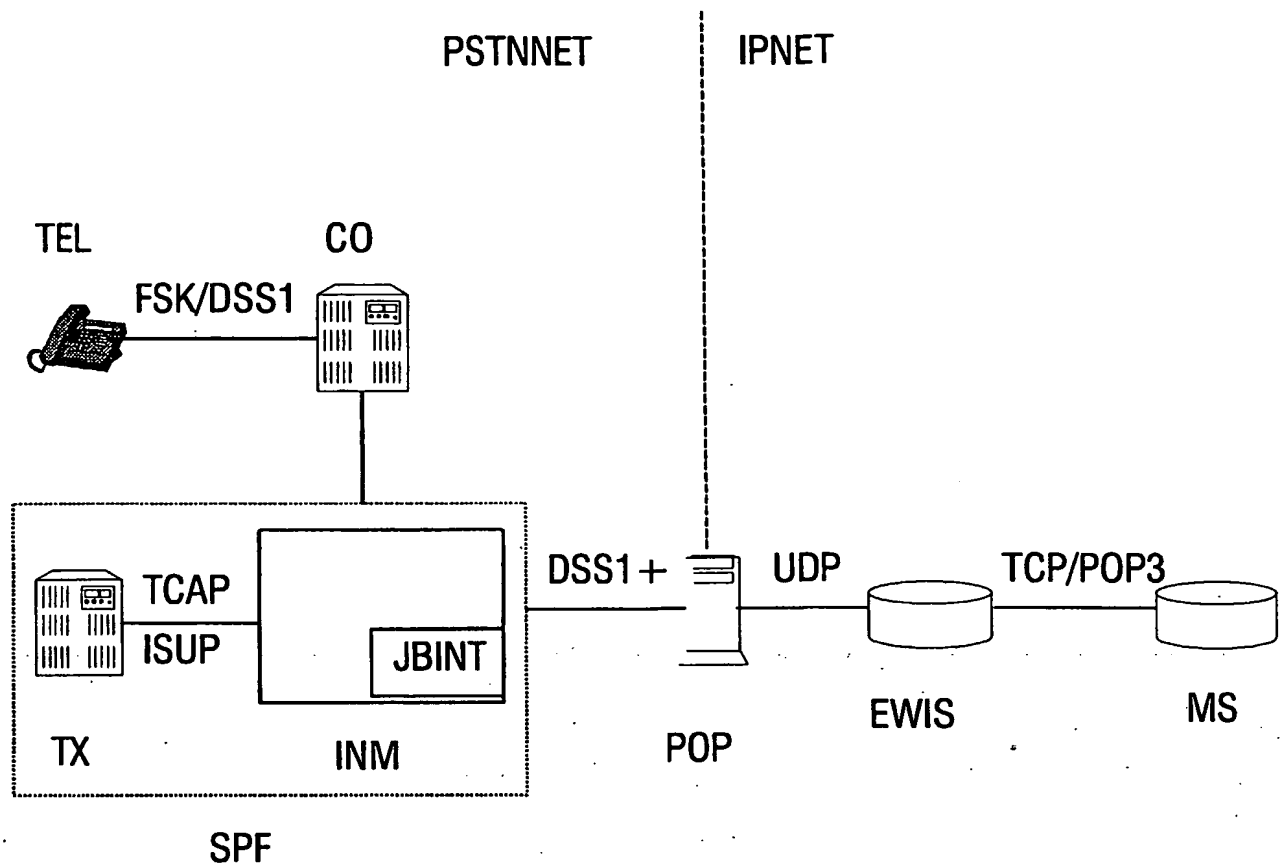 PSTNNET IPNET
TEL CO
FSK/DSS1
DSS1+ UDP TCP/POP3
TCAP
ISUP JBINT
EWIS MS
TX INM POP
SPF